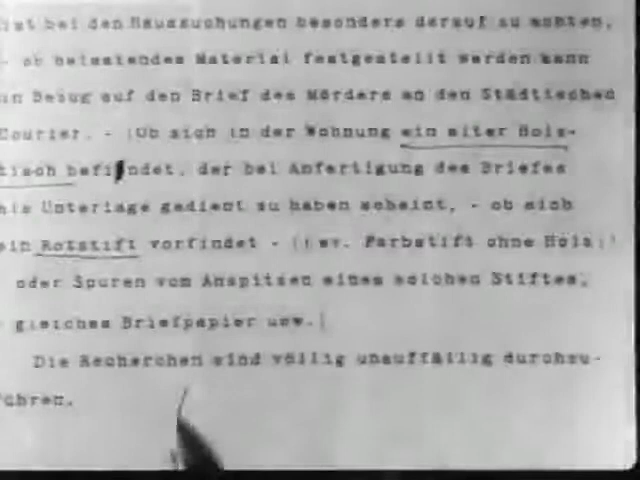 ist bei den Haussuchungen besonders darauf zu achten,
- ob belastendes Material festgestellt werden kann
in Bezug auf den Brief des Mörders an den Städtischen
Courier. - (Ob sich in der Wohnung ein alter Holz-
tisch befindet, der bei Anfertigung des Briefes
als Unterlage gedient zu haben scheint, - ob sich
ein Rotstift vorfindet - ( Farbstift ohne Holz!)
oder Spuren vom Anspitzen eines solchen Stiftes,
gleiches Briefpapier usw.)
Die Recherchen sind völlig unauffällig durchzu-
führen.